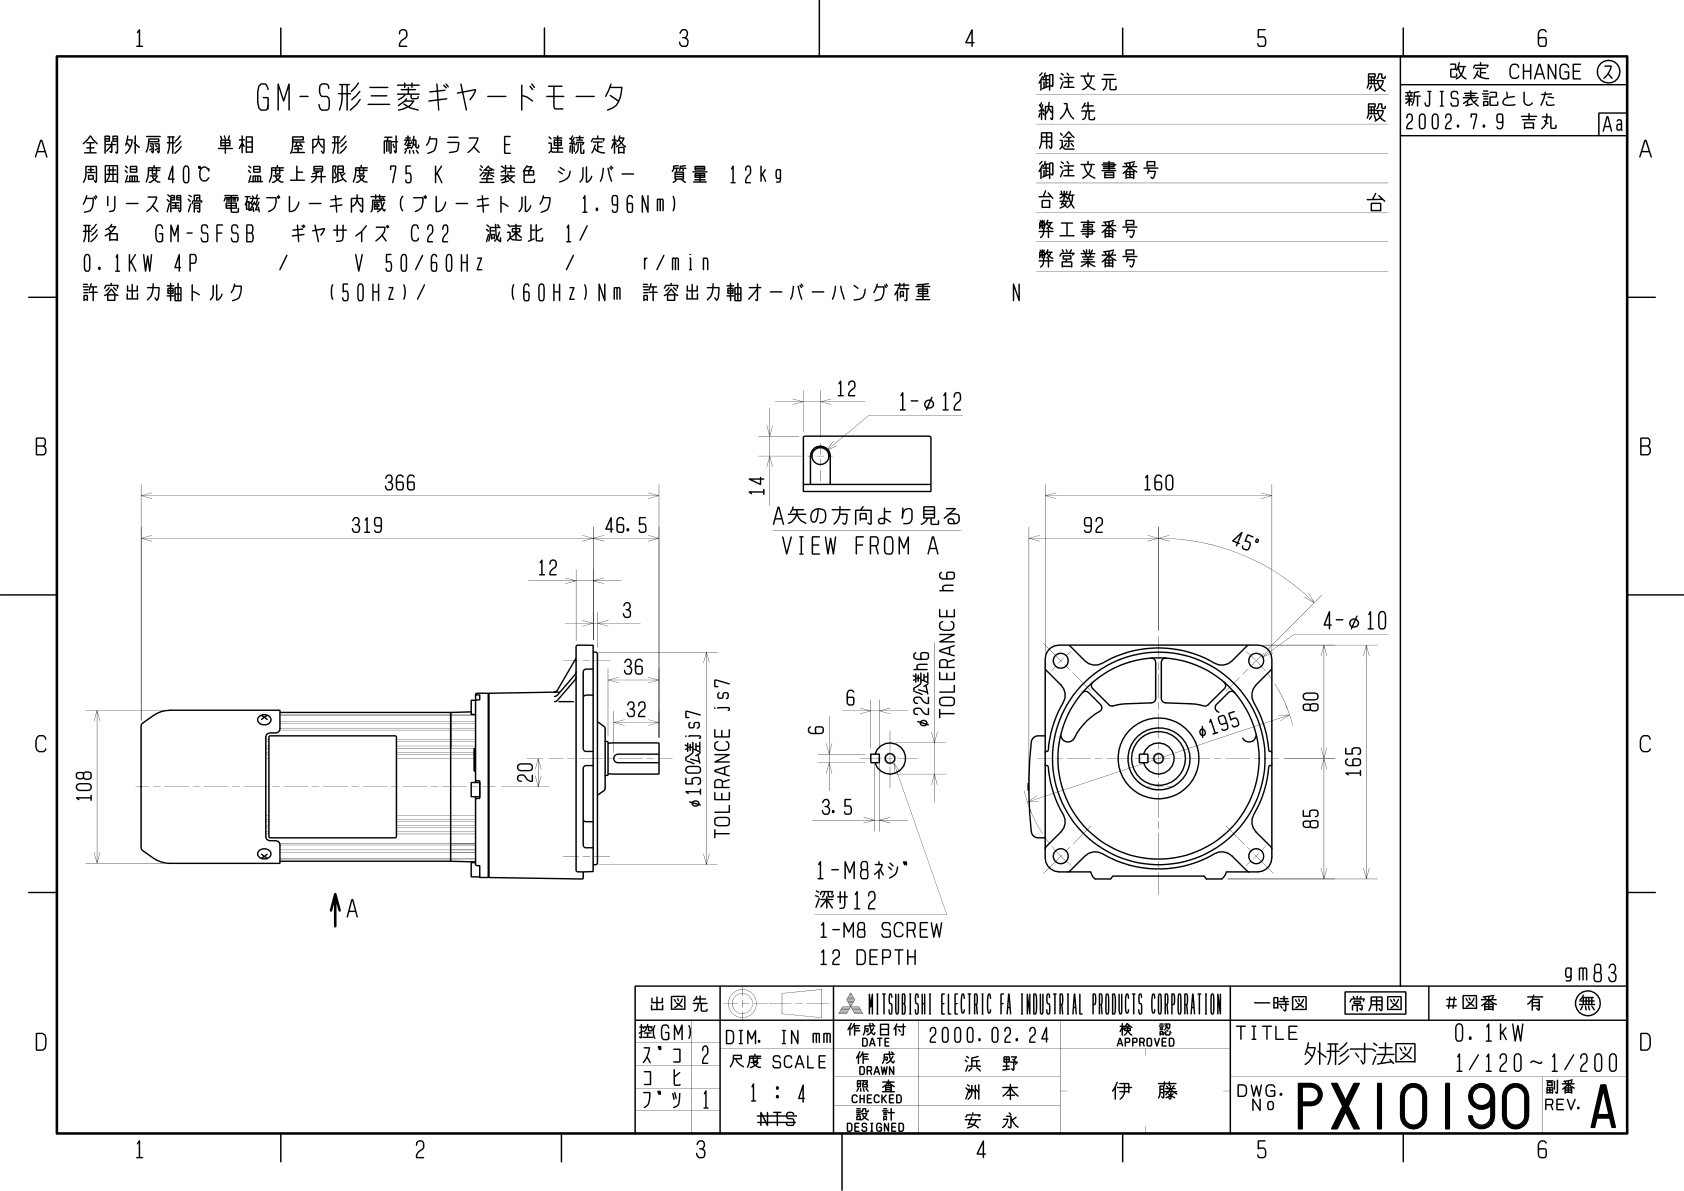 1 2 3 4 5 6
GM-S形三菱ギヤードモータ
全閉外扇形 単相 屋内形 耐熱クラス E 連続定格
周囲温度40℃ 温度上昇限度 75 K 塗装色 シルバー 質量 12kg
グリース潤滑 電磁ブレーキ内蔵(ブレーキトルク 1.96Nm)
形名 GM-SFSB ギヤサイズ C22 減速比 1/
0.1KW 4P / V 50/60Hz / r/min
許容出力軸トルク (50Hz)/ (60Hz)Nm 許容出力軸オーバーハング荷重 N
御注文元 殿
納入先 殿
用途
御注文書番号
台数 台
弊工事番号
弊営業番号
改定 CHANGE ス
新JIS表記とした
2002.7.9 吉丸 Aa
A
A
B
B
C
C
D
D
12
1-φ12
14
A矢の方向より見る
VIEW FROM A
366
319
46.5
12
3
36
32
20
108
φ150公差js7
TOLERANCE js7
A
6
6
3.5
φ22公差h6
TOLERANCE h6
1-M8ネジ
深サ12
1-M8 SCREW
12 DEPTH
160
92
45°
4-φ10
φ195
80
85
165
gm83
出図先
控(GM)
スﾞコ 2
コヒ
フﾞツ 1
DIM. IN mm
尺度 SCALE
1 : 4
NTS
MITSUBISHI ELECTRIC FA INDUSTRIAL PRODUCTS CORPORATION
作成日付 DATE 2000.02.24
作成 DRAWN 浜野
照査 CHECKED 洲本
設計 DESIGNED 安永
検認 APPROVED
伊藤
一時図 常用図 #図番 有 無
TITLE 外形寸法図
0.1kW
1/120~1/200
DWG. No PX10190
副番 REV. A
1 2 3 4 5 6